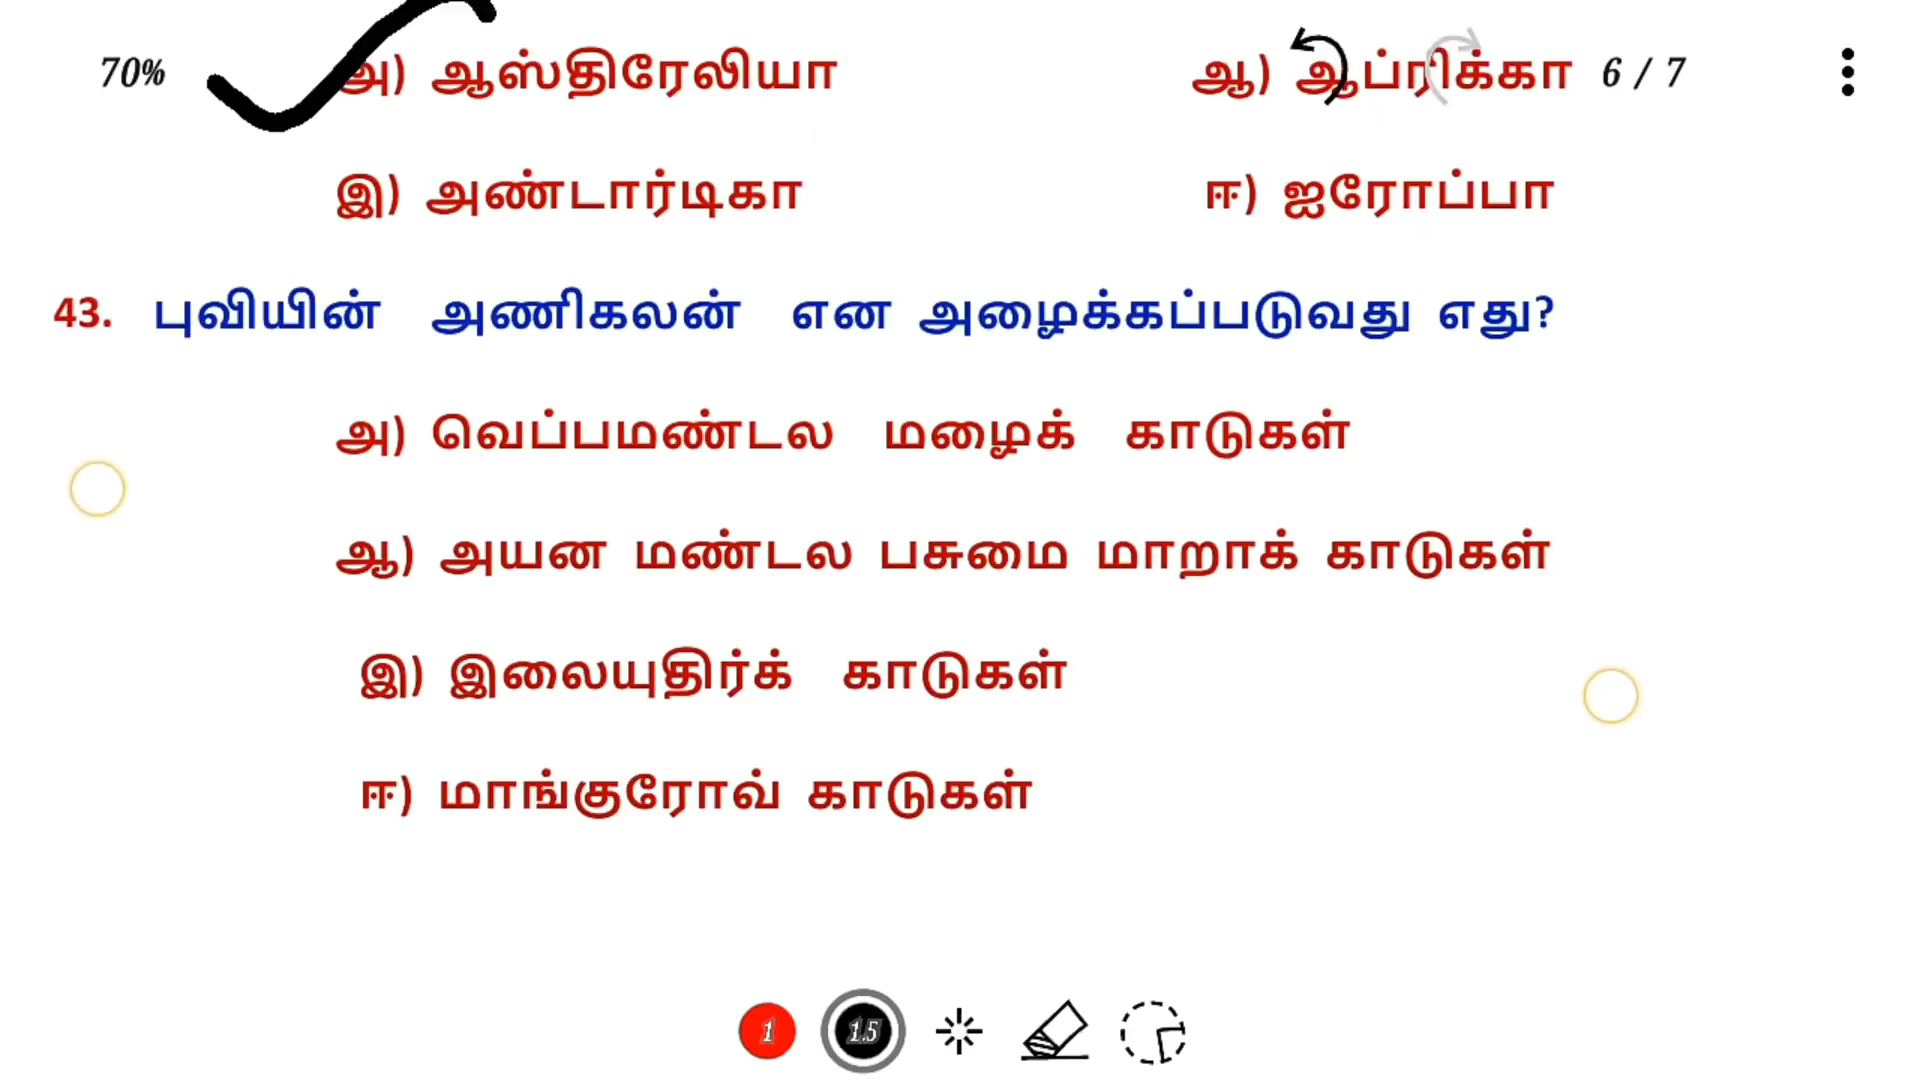 70% அ) ஆஸ்திரேலியா ஆ) ஆப்ரிக்கா 6 / 7
இ) அண்டார்டிகா ஈ) ஐரோப்பா
43. புவியின் அணிகலன் என அழைக்கப்படுவது எது?
அ) வெப்பமண்டல மழைக் காடுகள்
ஆ) அயன மண்டல பசுமை மாறாக் காடுகள்
இ) இலையுதிர்க் காடுகள்
ஈ) மாங்குரோவ் காடுகள்
1 1.5